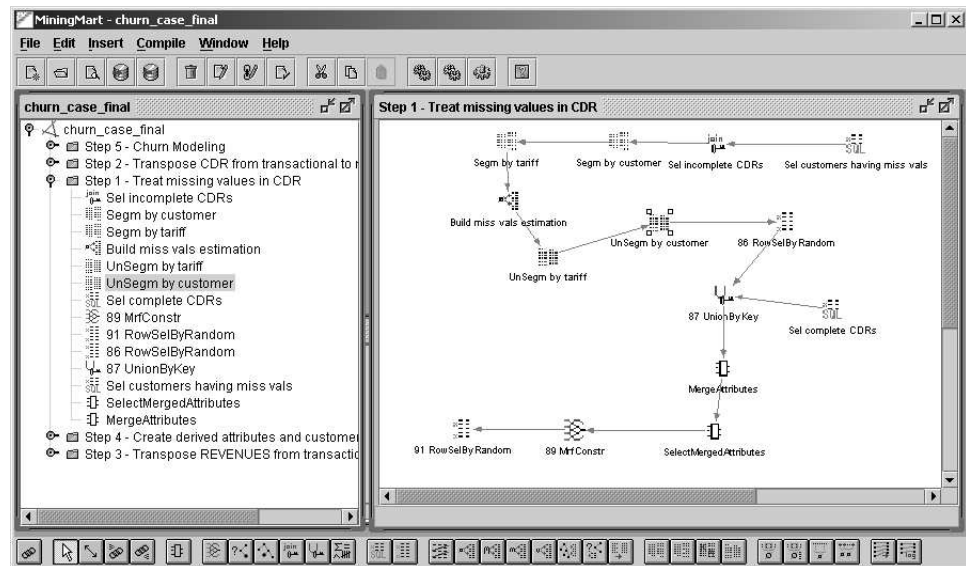 MiningMart - churn_case_final
File Edit Insert Compile Window Help
churn_case_final
churn_case_final
Step 5 - Churn Modeling
Step 2 - Transpose CDR from transactional to r
Step 1 - Treat missing values in CDR
Sel incomplete CDRs
Segm by customer
Segm by tariff
Build miss vals estimation
UnSegm by tariff
UnSegm by customer
Sel complete CDRs
89 MrfConstr
91 RowSelByRandom
86 RowSelByRandom
87 UnionByKey
Sel customers having miss vals
SelectMergedAttributes
MergeAttributes
Step 4 - Create derived attributes and customer
Step 3 - Transpose REVENUES from transactic
Step 1 - Treat missing values in CDR
Segm by tariff
Segm by customer
join
Sel incomplete CDRs
SQL
Sel customers having miss vals
Build miss vals estimation
UnSegm by customer
86 RowSelByRandom
UnSegm by tariff
87 UnionByKey
Sel complete CDRs
MergeAttributes
91 RowSelByRandom
89 MrfConstr
SelectMergedAttributes